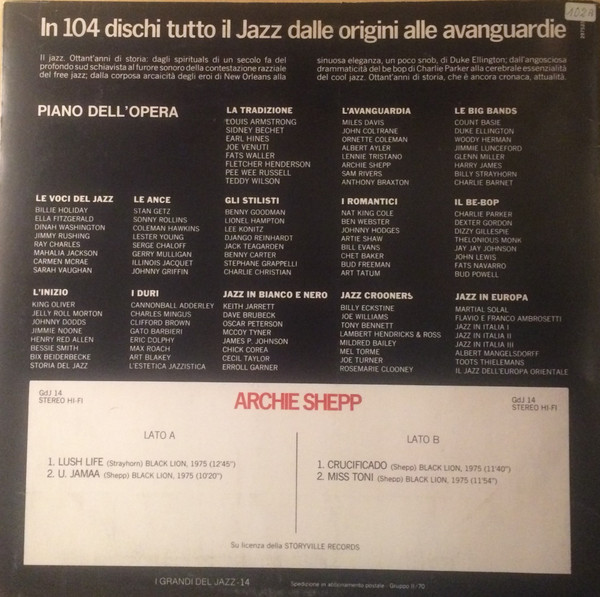 102A
In 104 dischi tutto il Jazz dalle origini alle avanguardie
Il jazz. Ottant'anni di storia: dagli spirituals di un secolo fa del
profondo sud schiavista al furore sonoro della contestazione razziale
del free jazz; dalla corposa arcaicità degli eroi di New Orleans alla
sinuosa eleganza, un poco snob, di Duke Ellington; dall'angosciosa
drammaticità del be bop di Charlie Parker alla cerebrale essenzialità
del cool jazz. Ottant'anni di storia, che è ancora cronaca, attualità.
PIANO DELL'OPERA
LA TRADIZIONE
LOUIS ARMSTRONG
SIDNEY BECHET
EARL HINES
JOE VENUTI
FATS WALLER
FLETCHER HENDERSON
PEE WEE RUSSELL
TEDDY WILSON
L'AVANGUARDIA
MILES DAVIS
JOHN COLTRANE
ORNETTE COLEMAN
ALBERT AYLER
LENNIE TRISTANO
ARCHIE SHEPP
SAM RIVERS
ANTHONY BRAXTON
LE BIG BANDS
COUNT BASIE
DUKE ELLINGTON
WOODY HERMAN
JIMMIE LUNCEFORD
GLENN MILLER
HARRY JAMES
BILLY STRAYHORN
CHARLIE BARNET
LE VOCI DEL JAZZ
BILLIE HOLIDAY
ELLA FITZGERALD
DINAH WASHINGTON
JIMMY RUSHING
RAY CHARLES
MAHALIA JACKSON
CARMEN MCRAE
SARAH VAUGHAN
LE ANCE
STAN GETZ
SONNY ROLLINS
COLEMAN HAWKINS
LESTER YOUNG
SERGE CHALOFF
GERRY MULLIGAN
ILLINOIS JACQUET
JOHNNY GRIFFIN
GLI STILISTI
BENNY GOODMAN
LIONEL HAMPTON
LEE KONITZ
DJANGO REINHARDT
JACK TEAGARDEN
BENNY CARTER
STEPHANE GRAPPELLI
CHARLIE CHRISTIAN
I ROMANTICI
NAT KING COLE
BEN WEBSTER
JOHNNY HODGES
ARTIE SHAW
BILL EVANS
CHET BAKER
BUD FREEMAN
ART TATUM
IL BE-BOP
CHARLIE PARKER
DEXTER GORDON
DIZZY GILLESPIE
THELONIOUS MONK
JAY JAY JOHNSON
JOHN LEWIS
FATS NAVARRO
BUD POWELL
L'INIZIO
KING OLIVER
JELLY ROLL MORTON
JOHNNY DODDS
JIMMIE NOONE
HENRY RED ALLEN
BESSIE SMITH
BIX BEIDERBECKE
STORIA DEL JAZZ
I DURI
CANNONBALL ADDERLEY
CHARLES MINGUS
CLIFFORD BROWN
GATO BARBIERI
ERIC DOLPHY
MAX ROACH
ART BLAKEY
L'ESTETICA JAZZISTICA
JAZZ IN BIANCO E NERO
KEITH JARRETT
DAVE BRUBECK
OSCAR PETERSON
MCCOY TYNER
JAMES P. JOHNSON
CHICK COREA
CECIL TAYLOR
ERROLL GARNER
JAZZ CROONERS
BILLY ECKSTINE
JOE WILLIAMS
TONY BENNETT
LAMBERT HENDRICKS & ROSS
MILDRED BAILEY
MEL TORME
JOE TURNER
ROSEMARIE CLOONEY
JAZZ IN EUROPA
MARTIAL SOLAL
FLAVIO E FRANCO AMBROSETTI
JAZZ IN ITALIA I
JAZZ IN ITALIA II
JAZZ IN ITALIA III
ALBERT MANGELSDORFF
TOOTS THIELEMANS
IL JAZZ DELL'EUROPA ORIENTALE
GdJ 14
STEREO HI-FI
ARCHIE SHEPP
GdJ 14
STEREO HI-FI
LATO A
1. LUSH LIFE (Strayhorn) BLACK LION, 1975 (12'45")
2. U. JAMAA (Shepp) BLACK LION, 1975 (10'20")
LATO B
1. CRUCIFICADO (Shepp) BLACK LION, 1975 (11'40")
2. MISS TONI (Shepp) BLACK LION, 1975 (11'54")
Su licenza della STORYVILLE RECORDS
I GRANDI DEL JAZZ - 14
Spedizione in abbonamento postale - Gruppo II/70